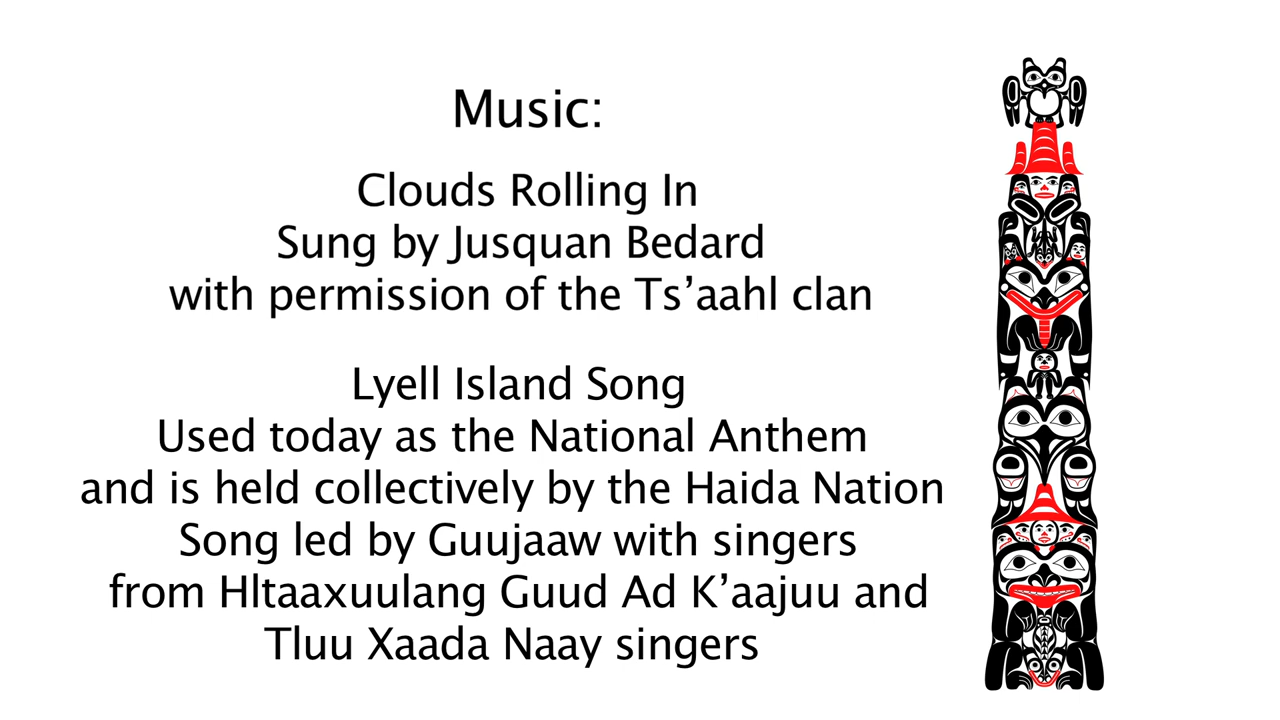 Music:
Clouds Rolling In
Sung by Jusquan Bedard
with permission of the Ts’aahl clan
Lyell Island Song
Used today as the National Anthem
and is held collectively by the Haida Nation
Song led by Guujaaw with singers
from Hltaaxuulang Guud Ad K’aajuu and
Tluu Xaada Naay singers